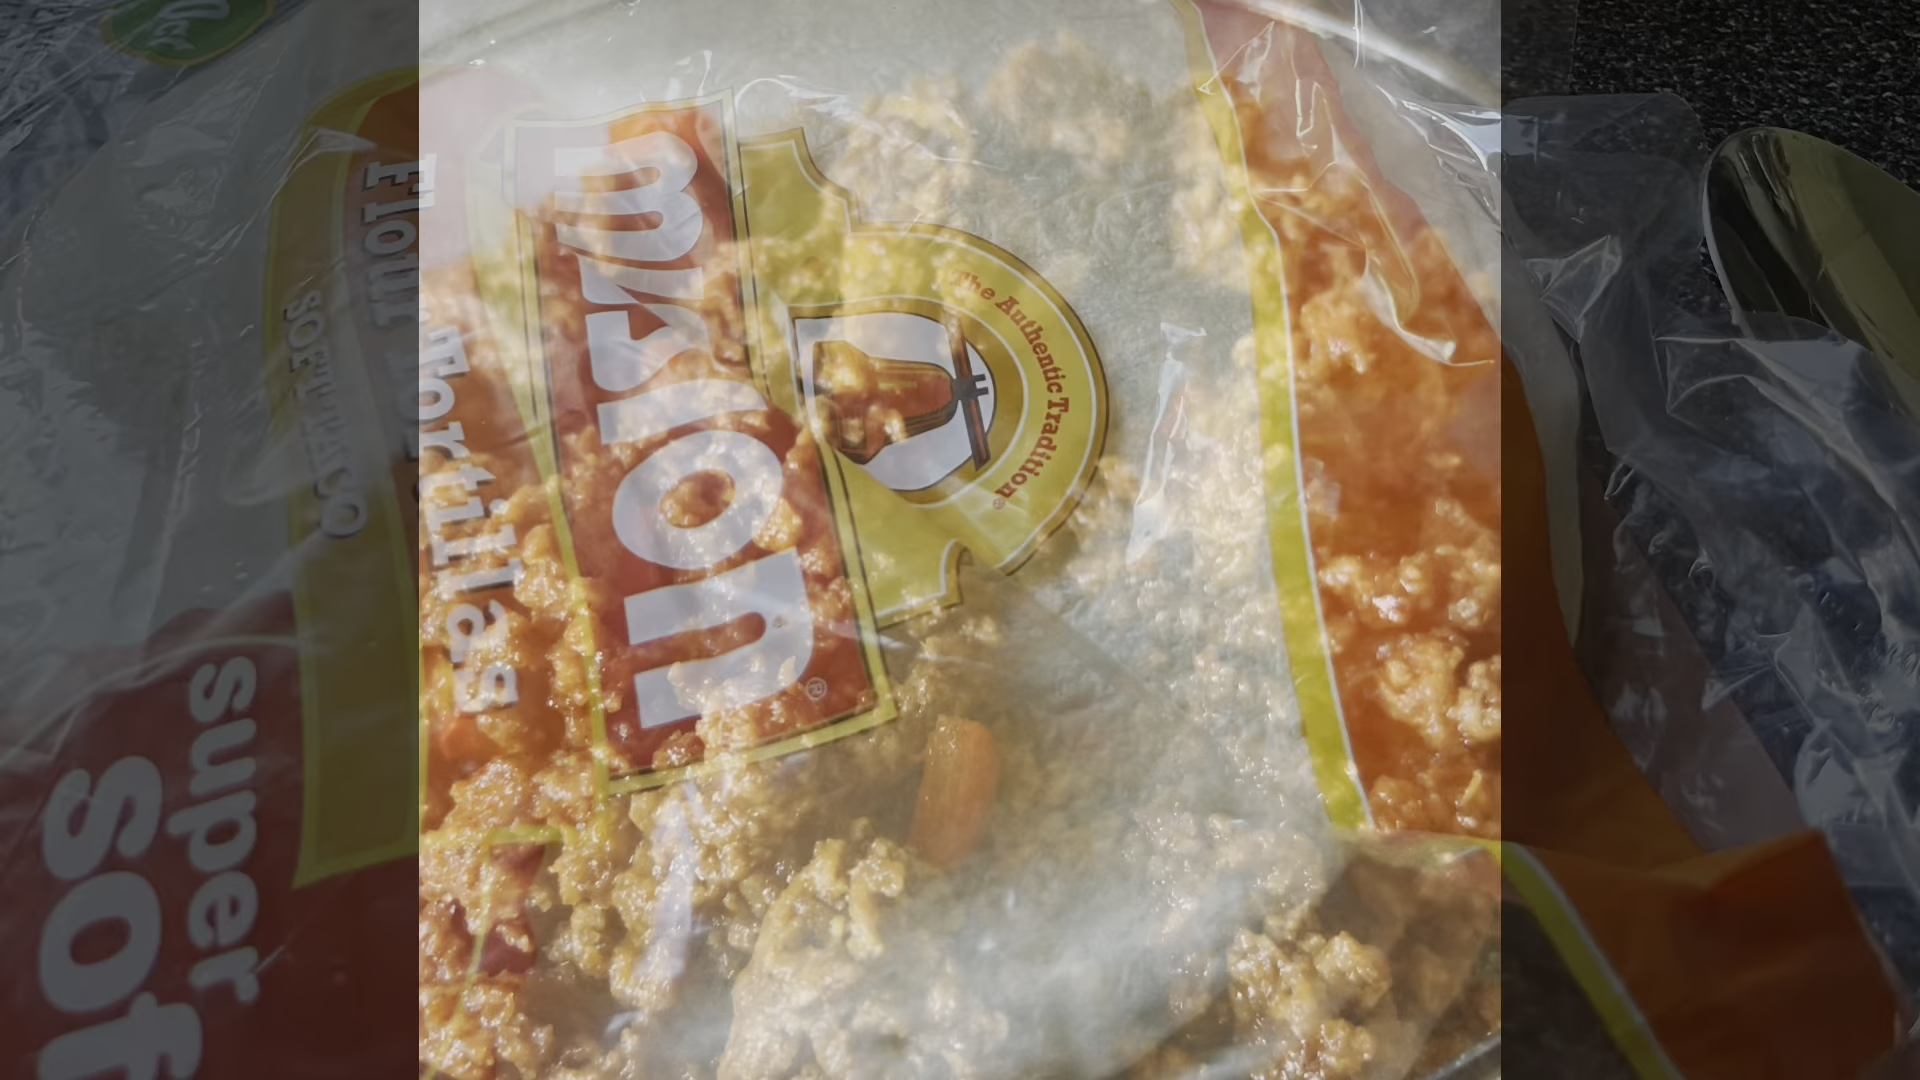 MISSION
®
The Authentic Tradition®
Flour Tortillas
SOFT TACO
super
Sof